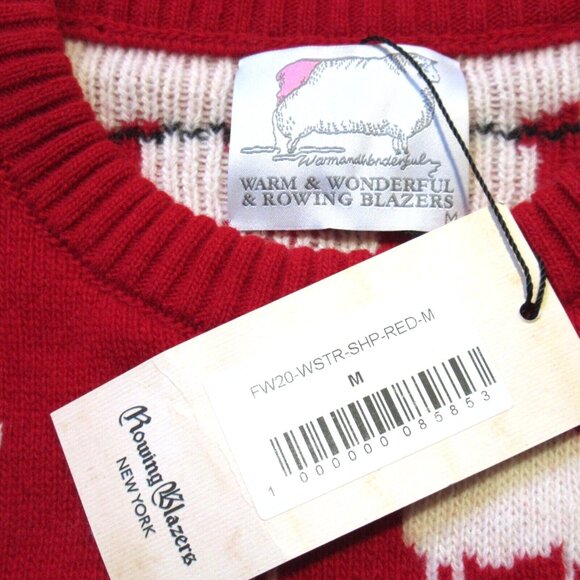 Warmandwonderful
WARM & WONDERFUL
& ROWING BLAZERS
M
FW20-WSTR-SHP-RED-M
M
1 000000 085853
Rowing Blazers
NEW YORK